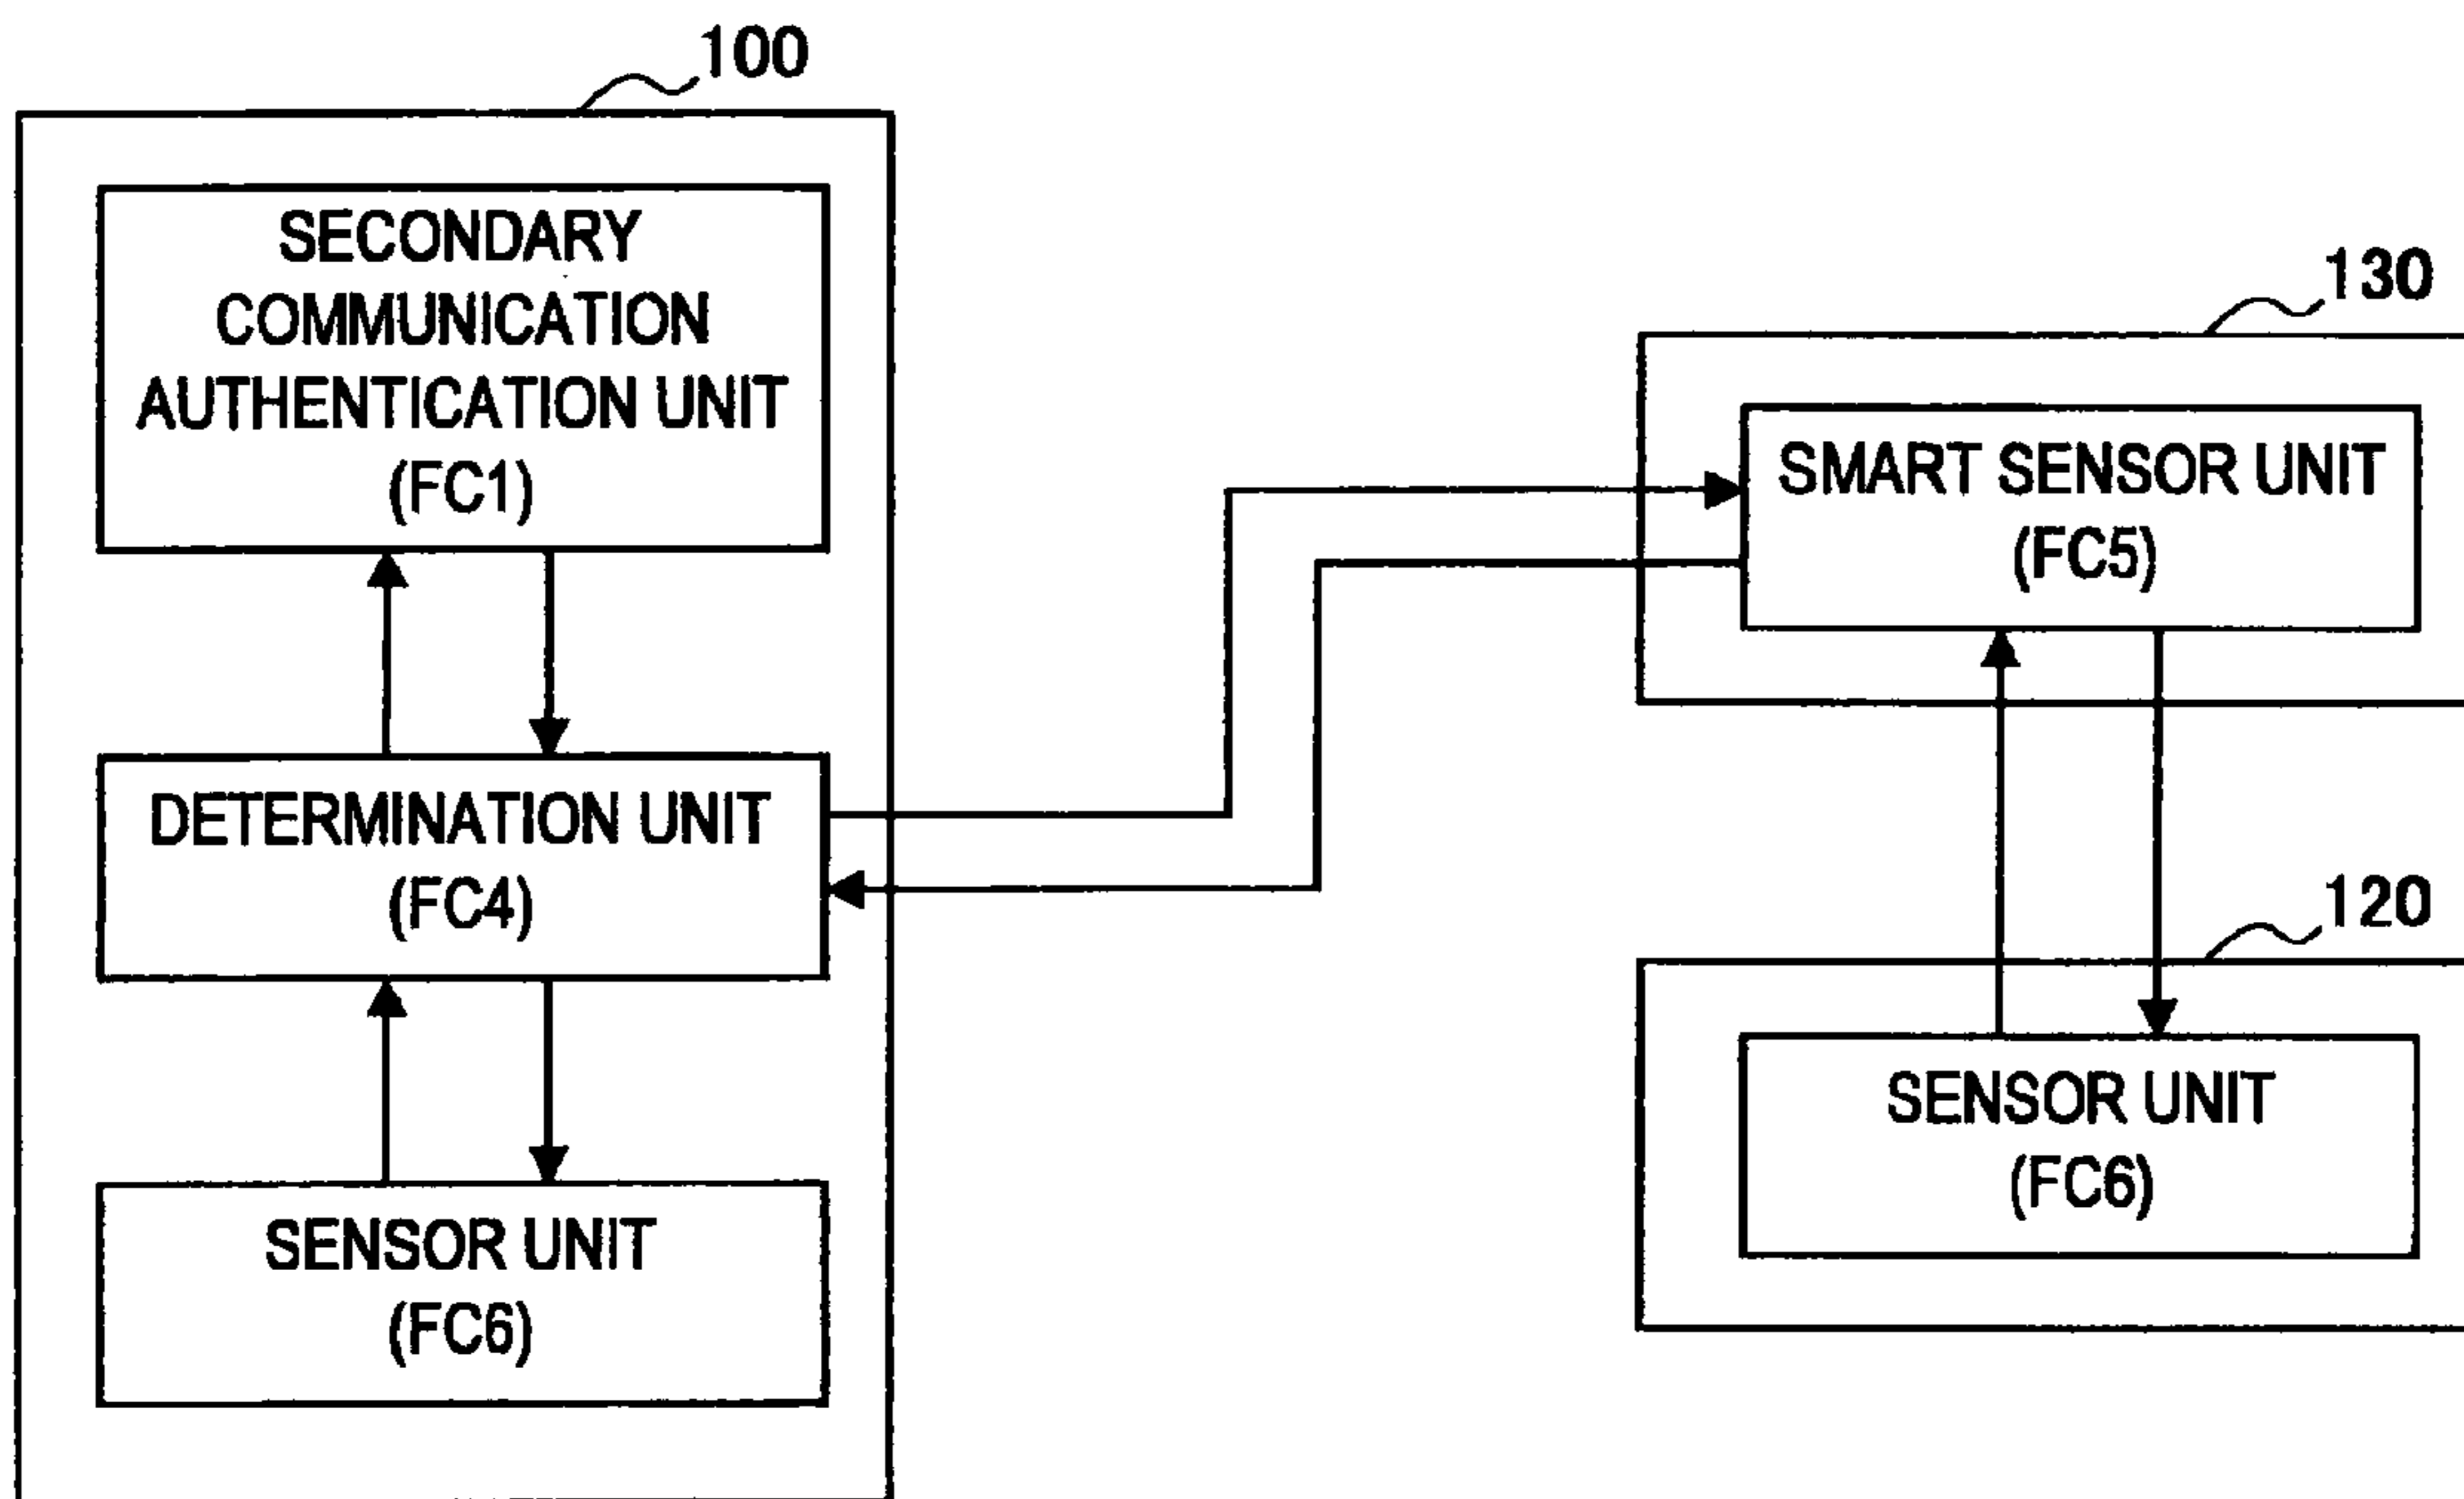 100
SECONDARY
COMMUNICATION
AUTHENTICATION UNIT
(FC1)
DETERMINATION UNIT
(FC4)
SENSOR UNIT
(FC6)
130
SMART SENSOR UNIT
(FC5)
120
SENSOR UNIT
(FC6)